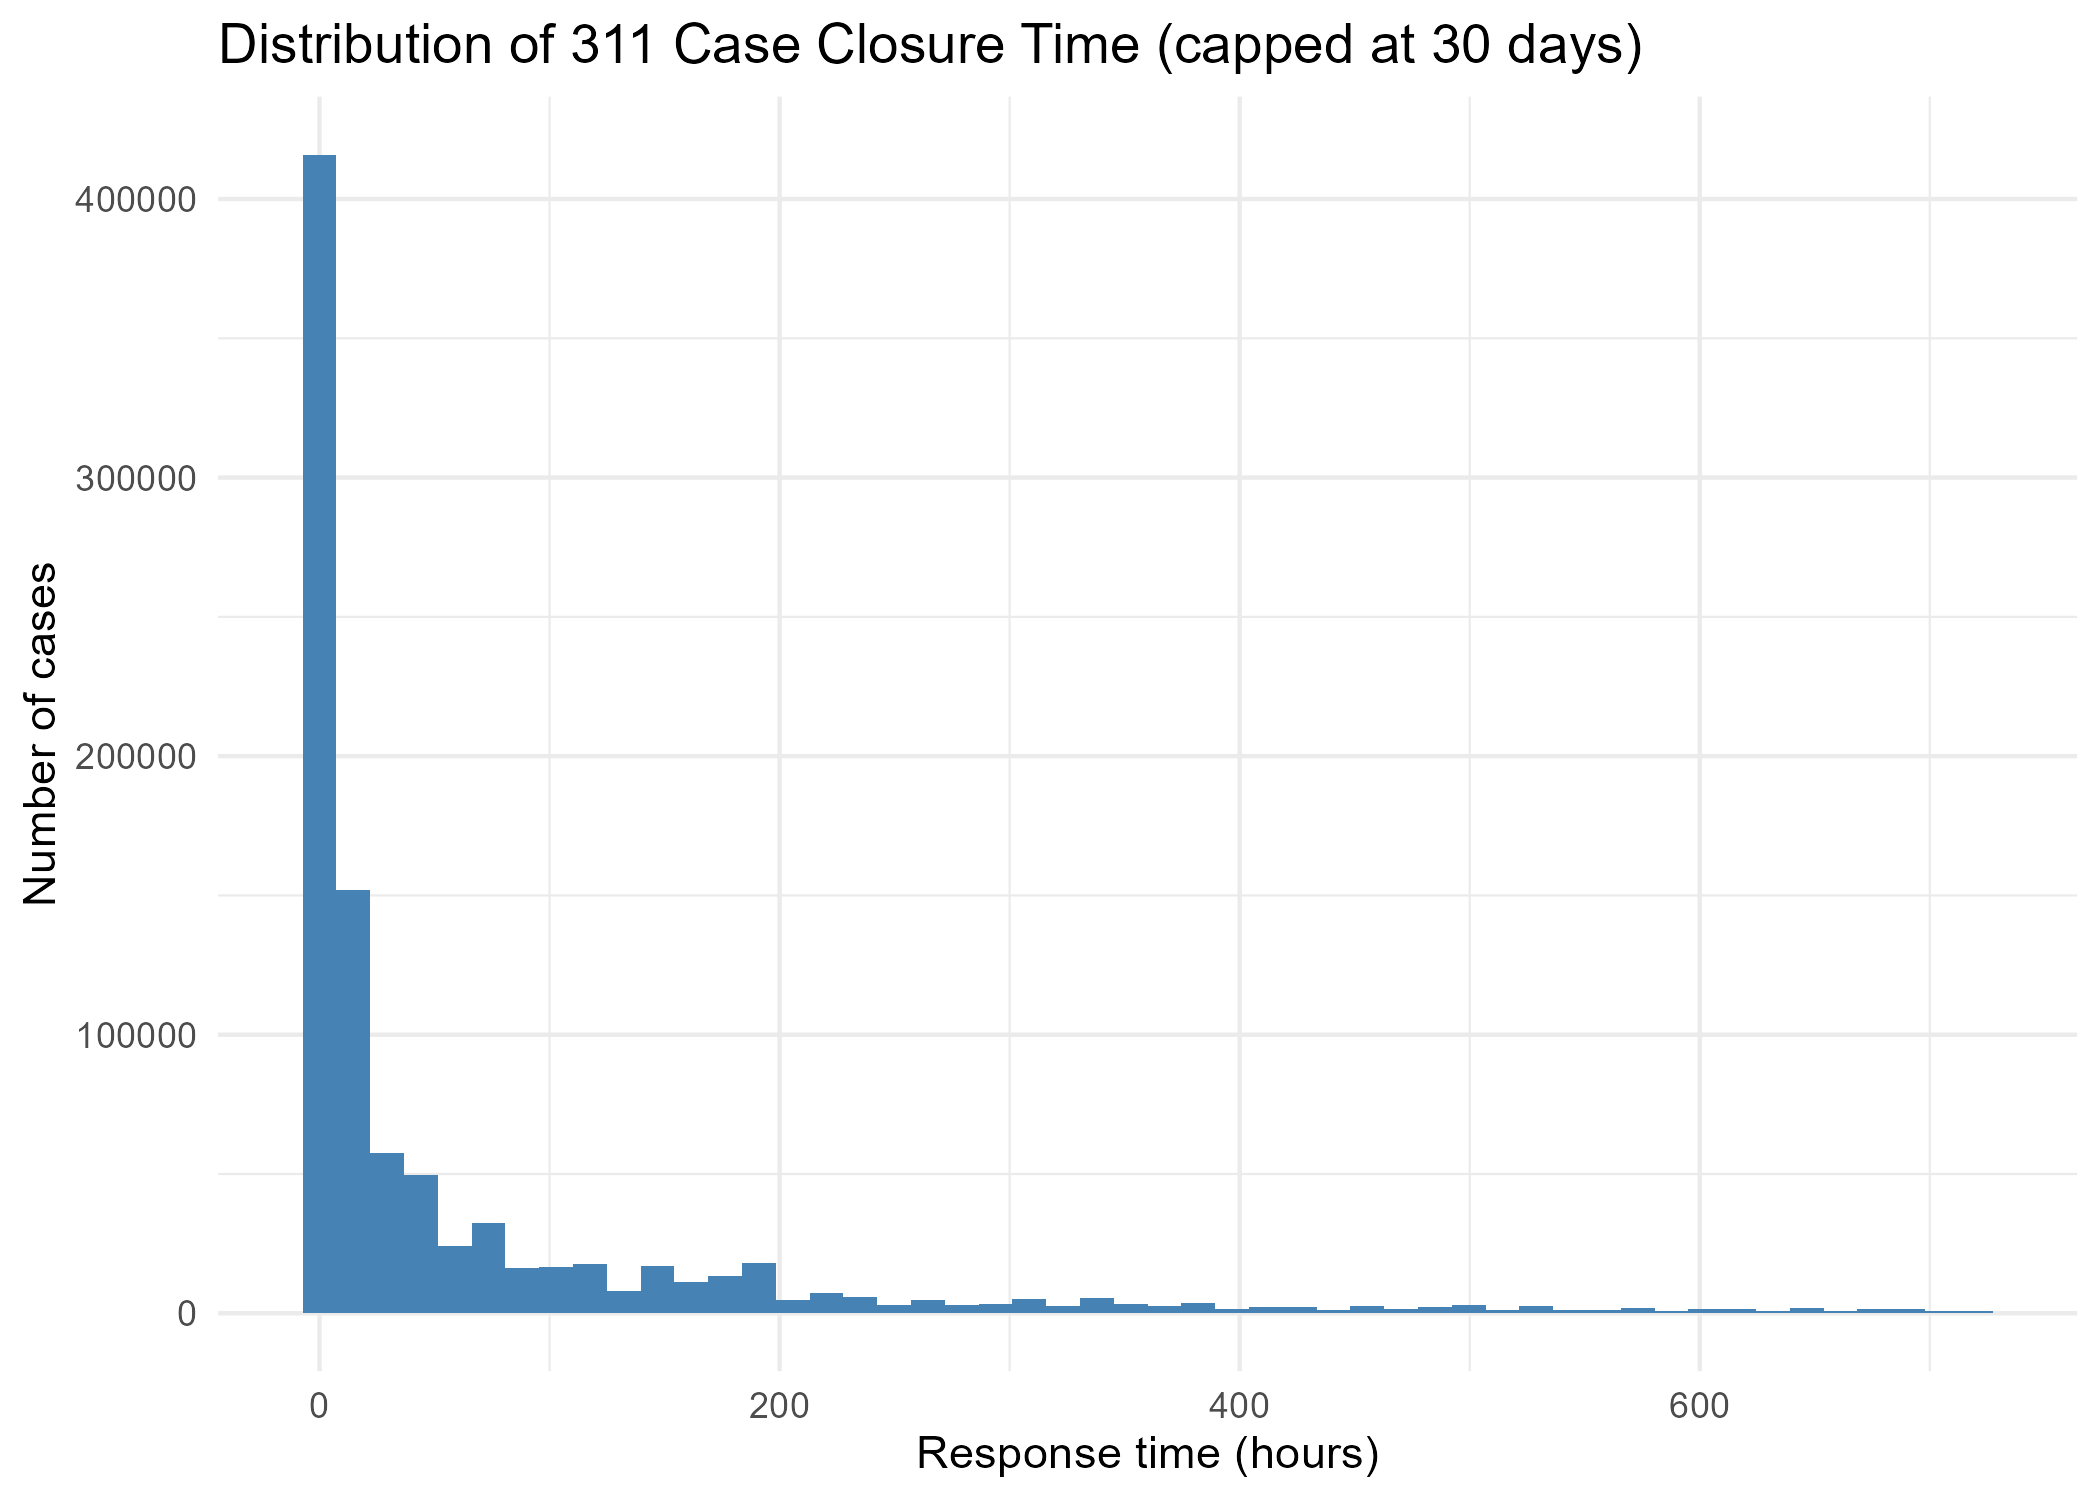 Distribution of 311 Case Closure Time (capped at 30 days)
400000
300000
200000
100000
0
Number of cases
0 200 400 600
Response time (hours)